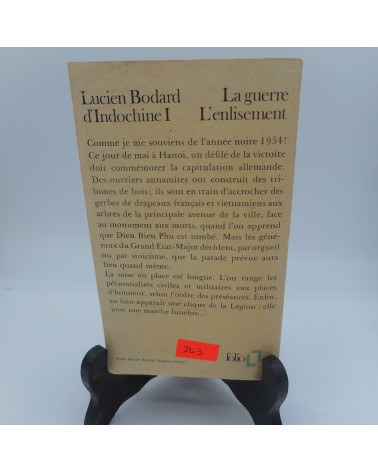 Lucien Bodard La guerre
d'Indochine I L'enlisement
Comme je me souviens de l'année noire 1954!
Ce jour de mai à Hanoi, un défilé de la victoire
doit commémorer la capitulation allemande.
Des ouvriers annamites ont construit des tri-
bunes de bois; ils sont en train d'accrocher des
gerbes de drapeaux français et vietnamiens aux
arbres de la principale avenue de la ville, face
au monument aux morts, quand l'on apprend
que Dien Bien Phu est tombé. Mais les géné-
raux du Grand Etat-Major décident, par orgueil
ou par stoïcisme, que la parade prévue aura
lieu quand même.
La mise en place est longue. L'on range les
personnalités civiles et militaires aux places
d'honneur, selon l'ordre des préséances. Enfin,
au loin apparaît une clique de la Légion : elle
joue une marche funèbre...
243
folio